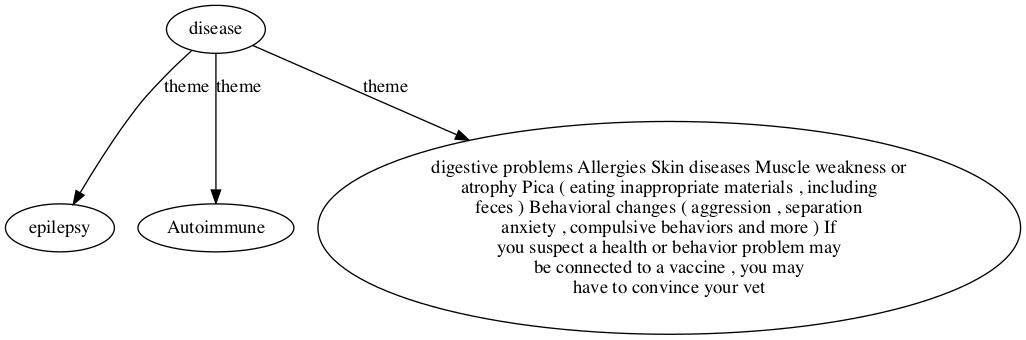 disease
theme theme theme
epilepsy Autoimmune
digestive problems Allergies Skin diseases Muscle weakness or
atrophy Pica ( eating inappropriate materials , including
feces ) Behavioral changes ( aggression , separation
anxiety , compulsive behaviors and more ) If
you suspect a health or behavior problem may
be connected to a vaccine , you may
have to convince your vet